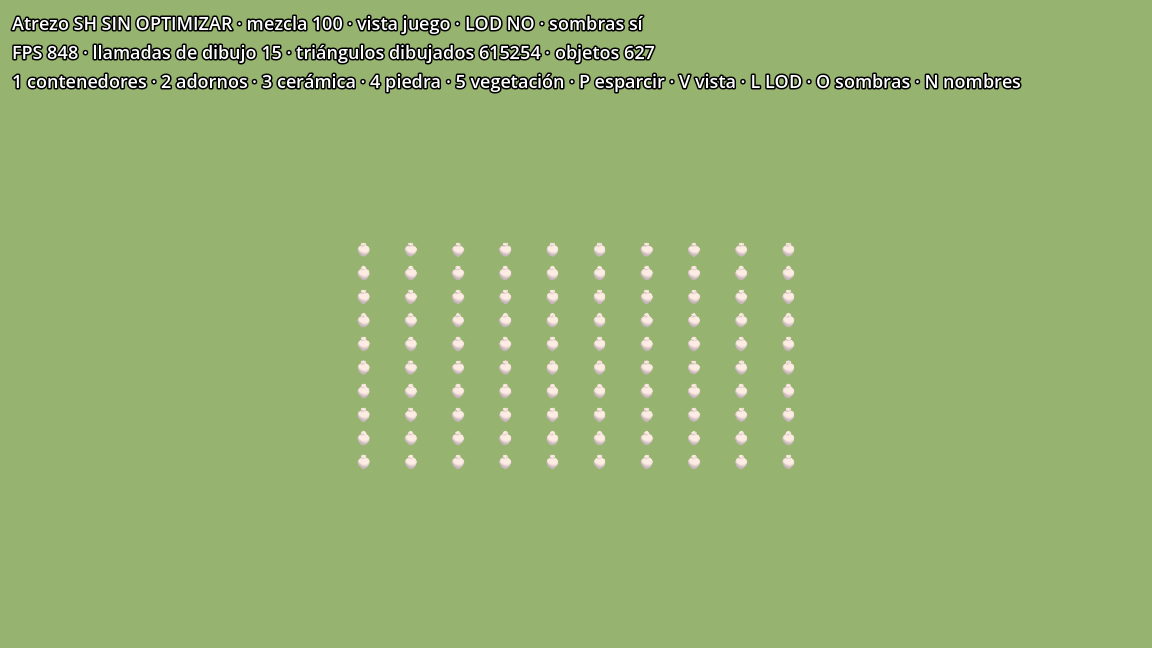 Atrezo SH SIN OPTIMIZAR · mezcla 100 · vista juego · LOD NO · sombras sí
FPS 848 · llamadas de dibujo 15 · triángulos dibujados 615254 · objetos 627
1 contenedores · 2 adornos · 3 cerámica · 4 piedra · 5 vegetación · P esparcir · V vista · L LOD · O sombras · N nombres